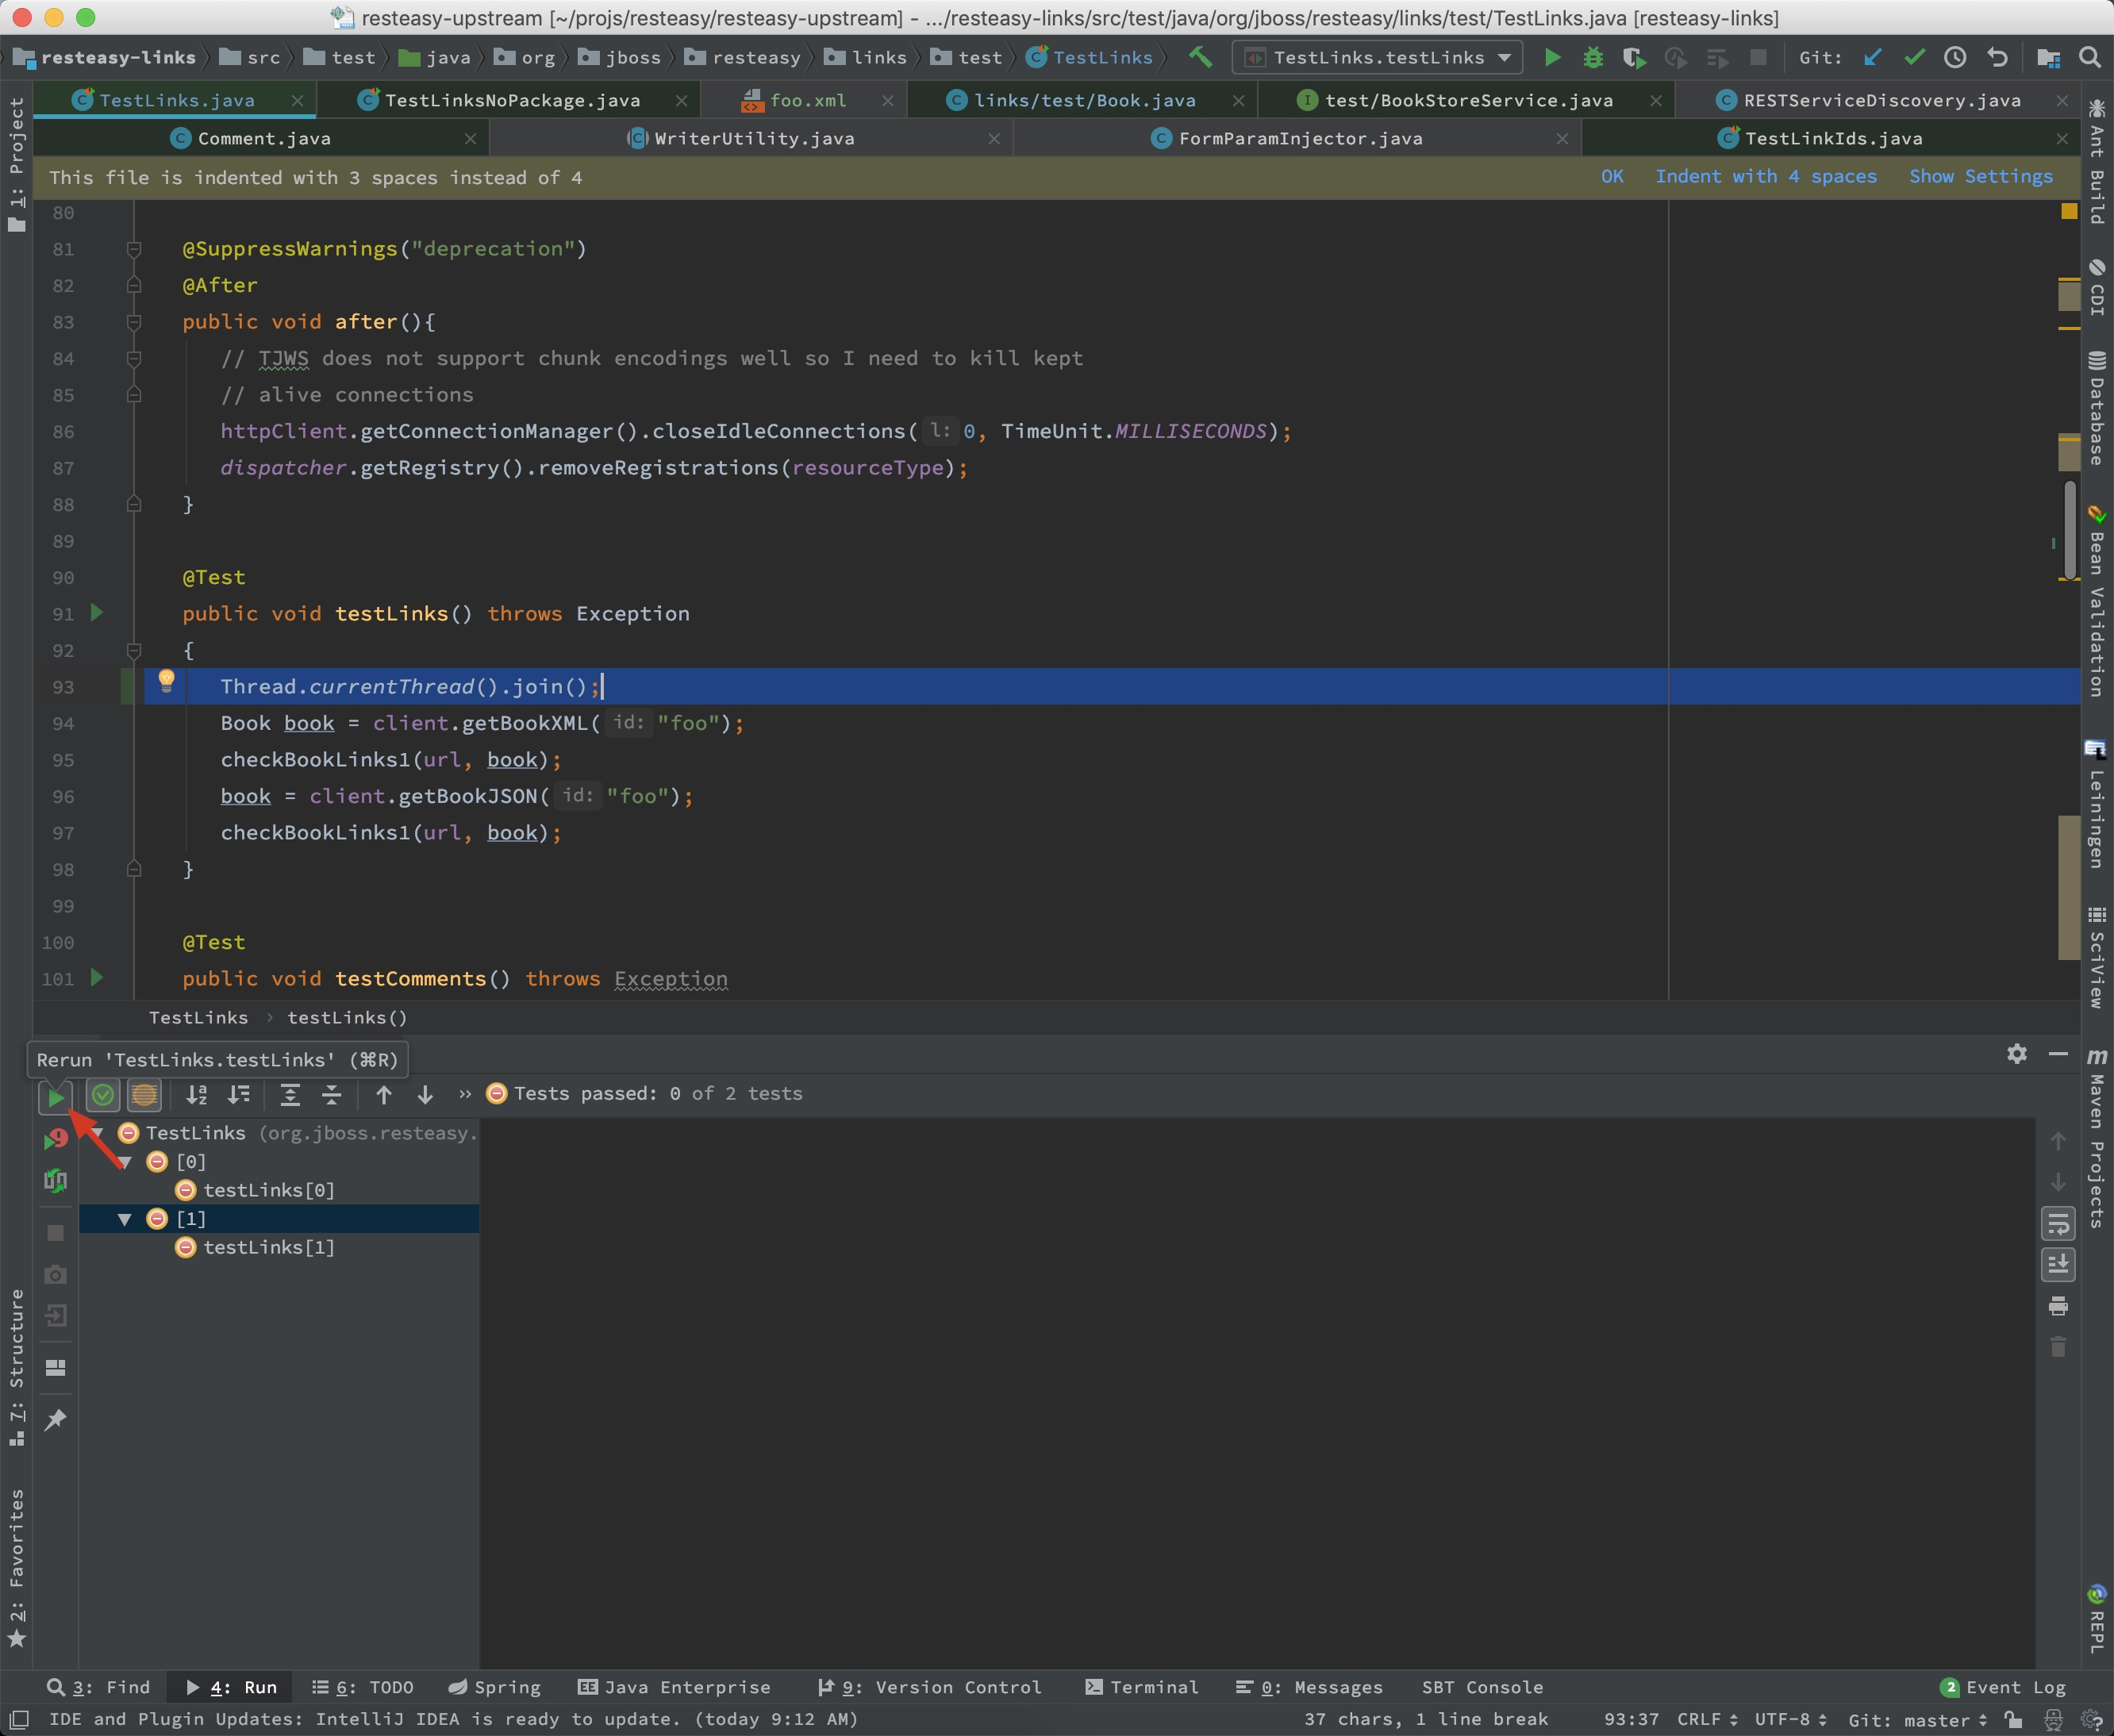 resteasy-upstream [~/projs/resteasy/resteasy-upstream] - .../resteasy-links/src/test/java/org/jboss/resteasy/links/test/TestLinks.java [resteasy-links]
resteasy-links src test java org jboss resteasy links test TestLinks TestLinks.testLinks Git:
TestLinks.java TestLinksNoPackage.java foo.xml links/test/Book.java test/BookStoreService.java RESTServiceDiscovery.java
Comment.java WriterUtility.java FormParamInjector.java TestLinkIds.java
This file is indented with 3 spaces instead of 4 OK Indent with 4 spaces Show Settings
80
81 @SuppressWarnings("deprecation")
82 @After
83 public void after(){
84 // TJWS does not support chunk encodings well so I need to kill kept
85 // alive connections
86 httpClient.getConnectionManager().closeIdleConnections( l: 0, TimeUnit.MILLISECONDS);
87 dispatcher.getRegistry().removeRegistrations(resourceType);
88 }
89
90 @Test
91 public void testLinks() throws Exception
92 {
93 Thread.currentThread().join();
94 Book book = client.getBookXML( id: "foo");
95 checkBookLinks1(url, book);
96 book = client.getBookJSON( id: "foo");
97 checkBookLinks1(url, book);
98 }
99
100 @Test
101 public void testComments() throws Exception
TestLinks › testLinks()
Rerun 'TestLinks.testLinks' (⌘R)
» Tests passed: 0 of 2 tests
TestLinks (org.jboss.resteasy.
[0]
testLinks[0]
[1]
testLinks[1]
1: Project
7: Structure
2: Favorites
Ant Build
CDI
Database
Bean Validation
Leiningen
SciView
Maven Projects
REPL
3: Find 4: Run 6: TODO Spring Java Enterprise 9: Version Control Terminal 0: Messages SBT Console 2 Event Log
IDE and Plugin Updates: IntelliJ IDEA is ready to update. (today 9:12 AM) 37 chars, 1 line break 93:37 CRLF UTF-8 Git: master